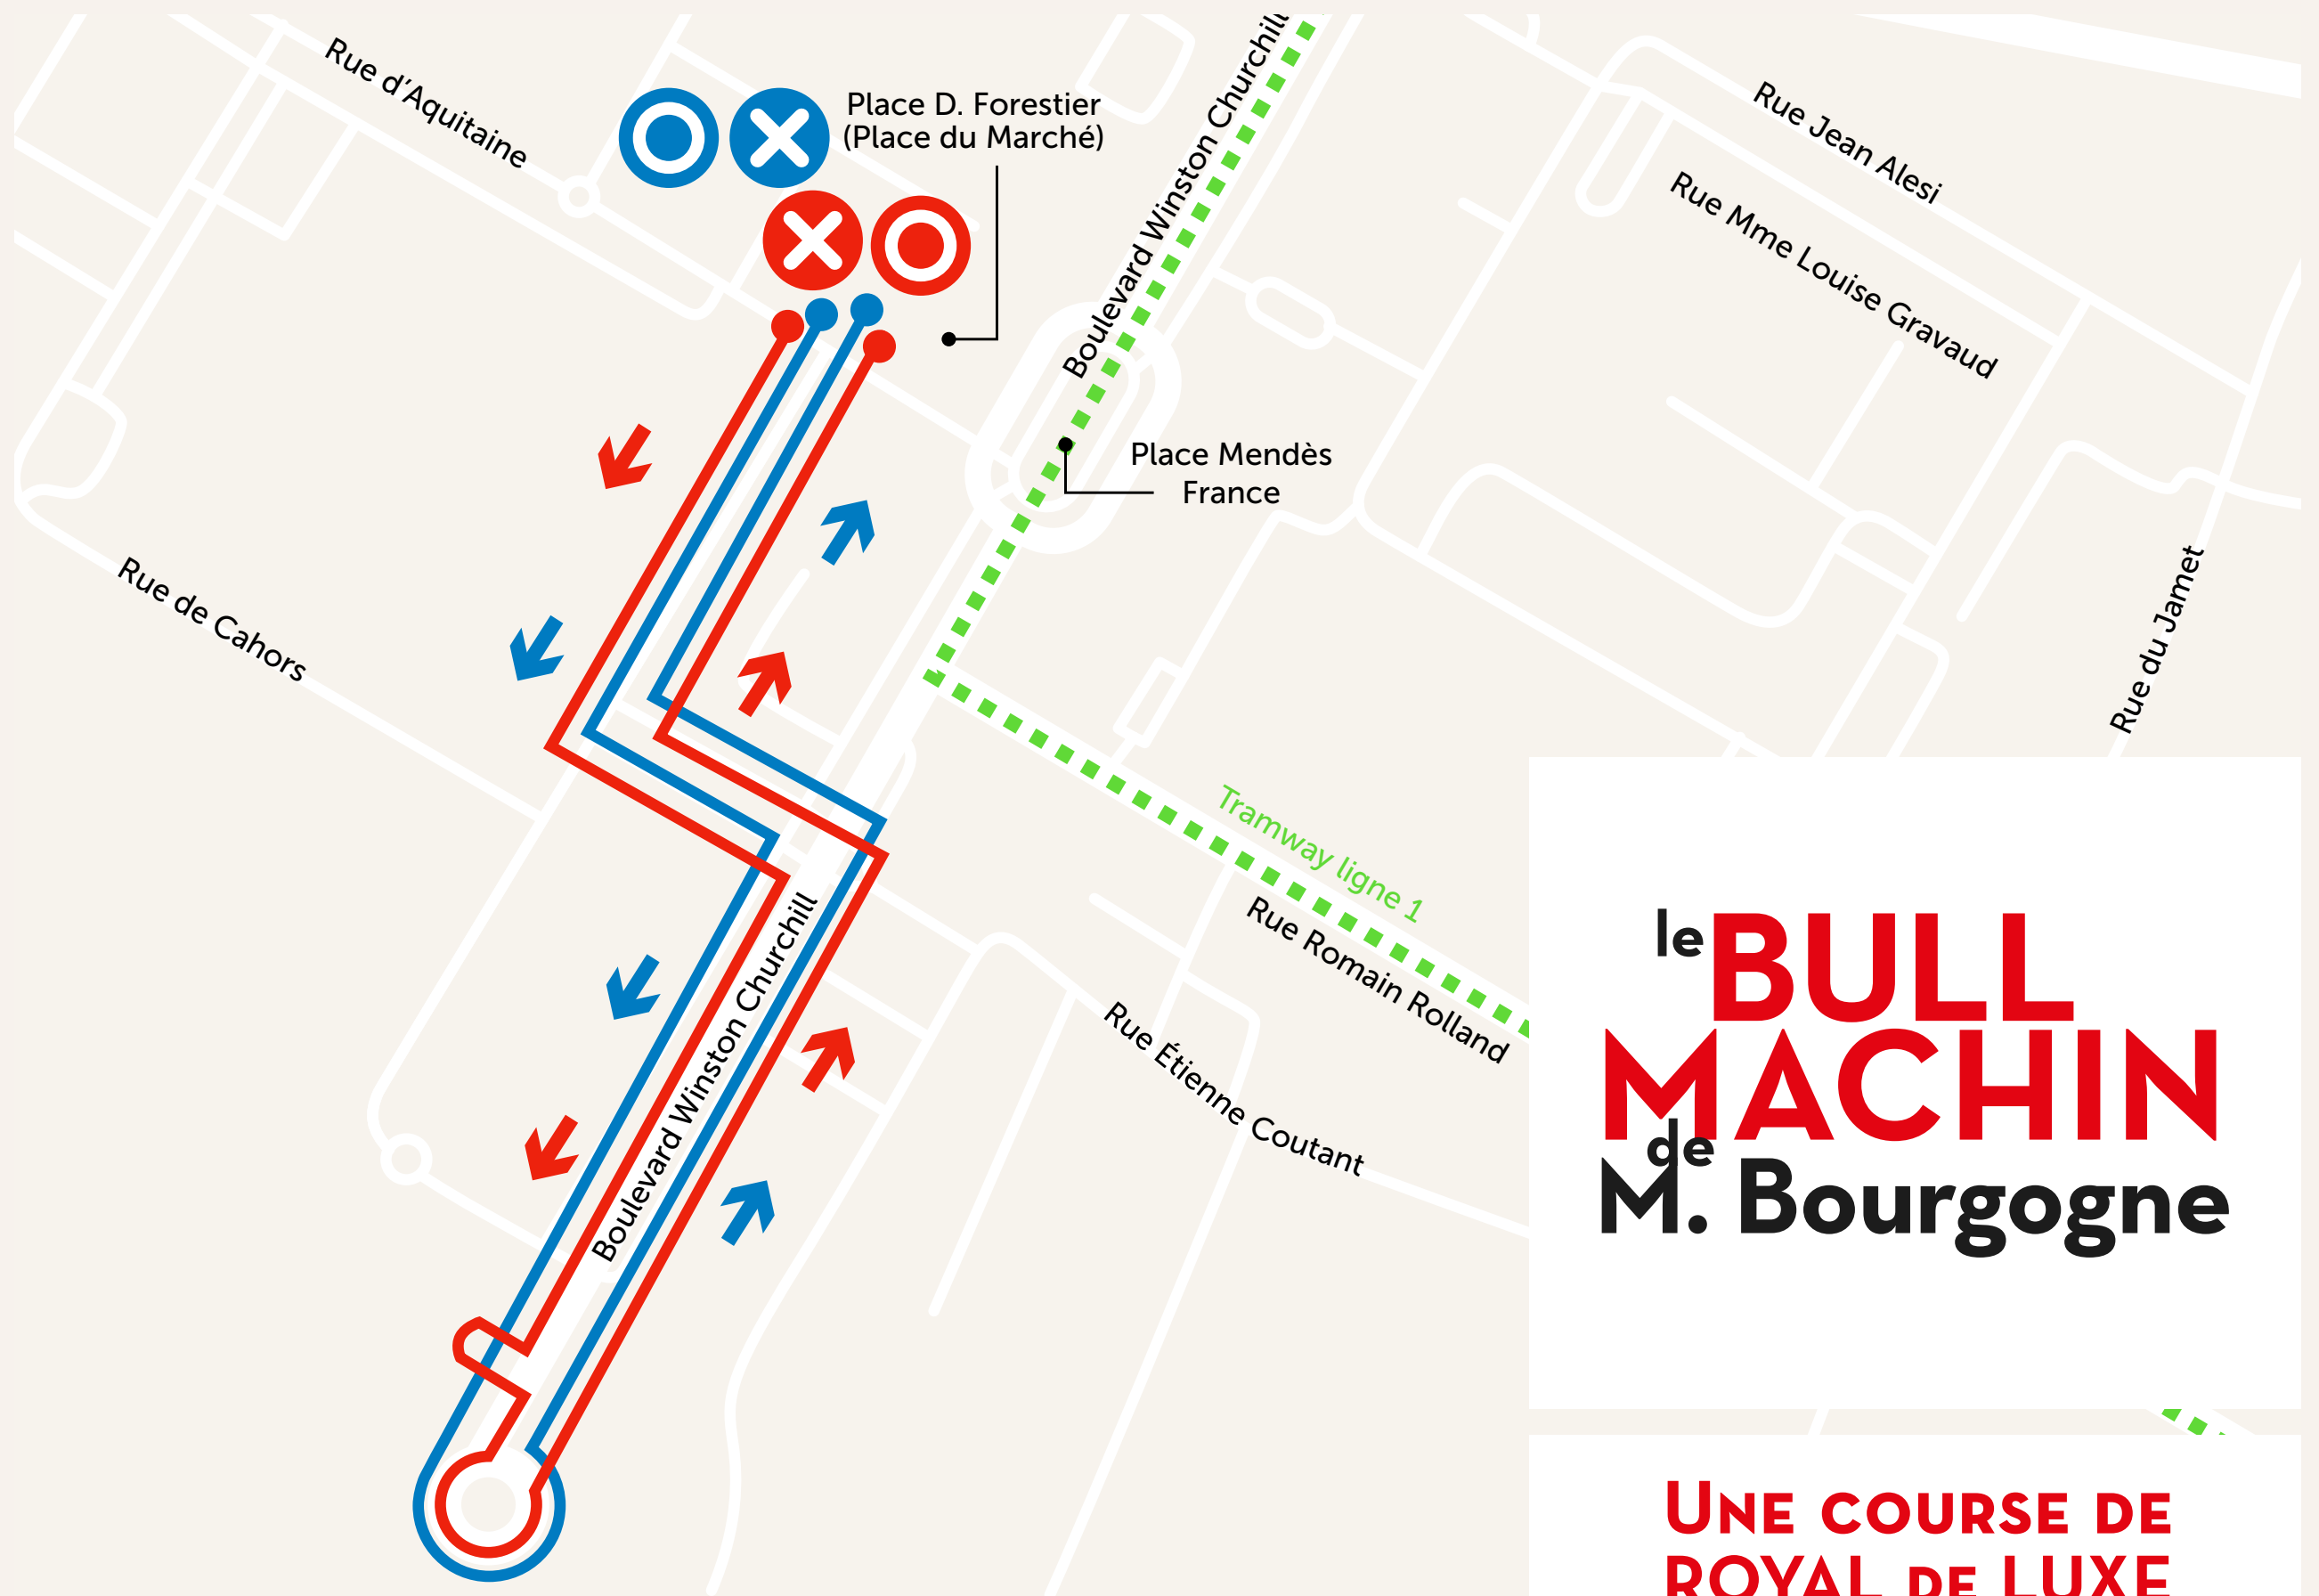 Rue d'Aquitaine
Place D. Forestier
(Place du Marché)
Boulevard Winston Churchill
Rue Jean Alesi
Rue Mme Louise Gravaud
Place Mendès
France
Rue de Cahors
Rue du Jamet
Tramway ligne 1
Rue Romain Rolland
Boulevard Winston Churchill
Rue Étienne Coutant
le BULL
MACHIN
de
M. Bourgogne
UNE COURSE DE
ROYAL DE LUXE